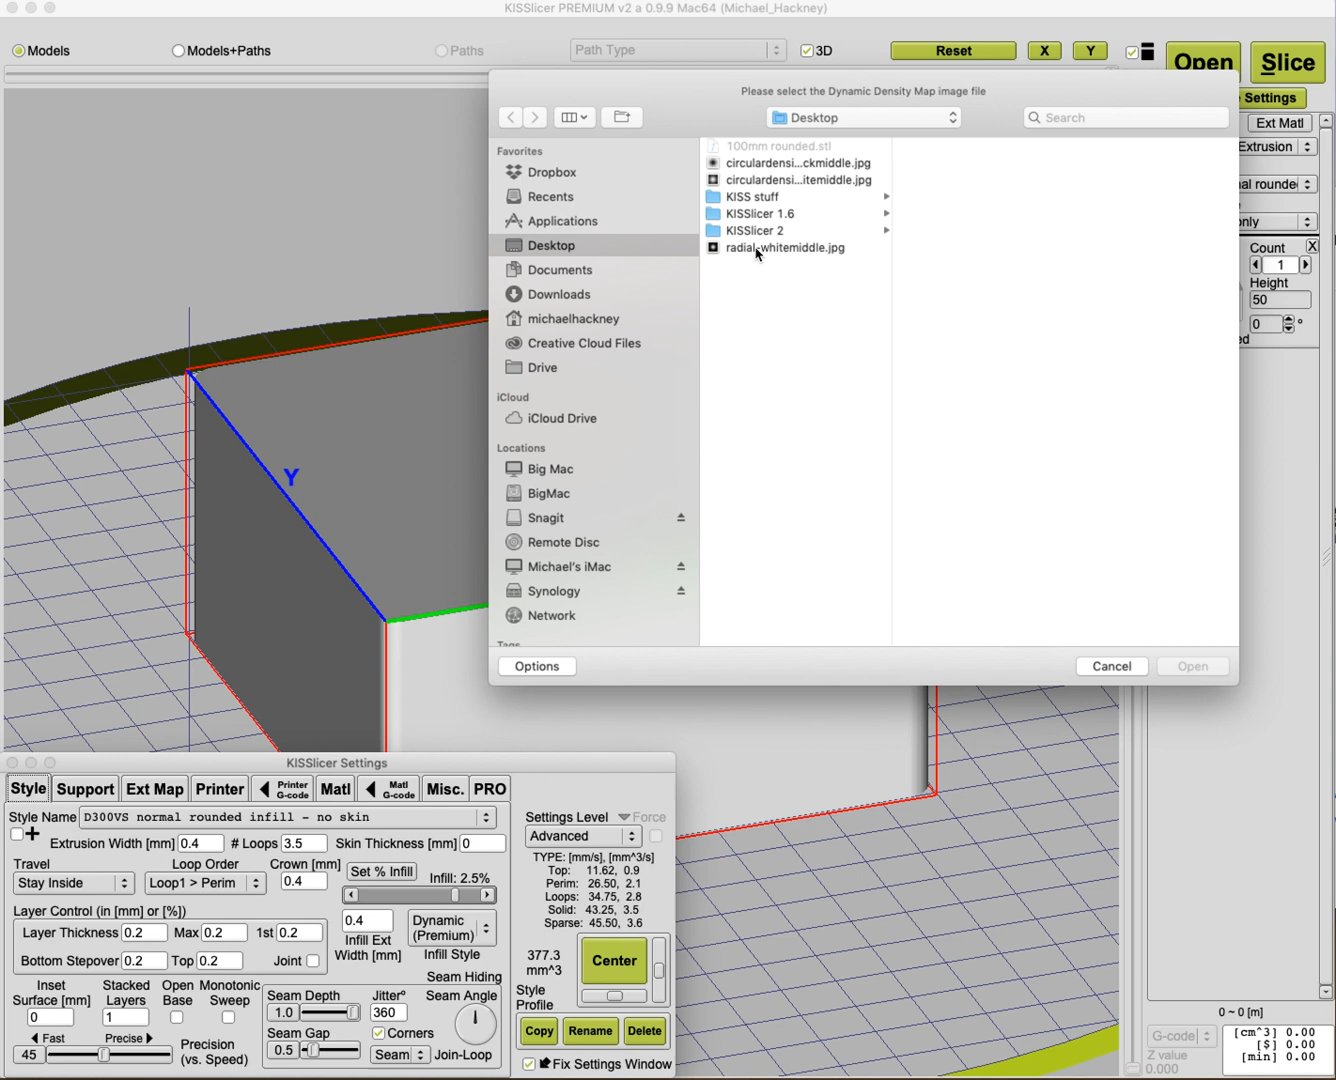 KISSlicer PREMIUM v2 a 0.9.9 Mac64 (Michael_Hackney)
Models
Models+Paths
Paths
Path Type
3D
Reset
X
Y
Open
Slice
Settings
Please select the Dynamic Density Map image file
Desktop
Search
Favorites
Dropbox
Recents
Applications
Desktop
Documents
Downloads
michaelhackney
Creative Cloud Files
Drive
iCloud
iCloud Drive
Locations
Big Mac
BigMac
Snagit
Remote Disc
Michael's iMac
Synology
Network
Tags
100mm rounded.stl
circulardensi...ckmiddle.jpg
circulardensi...itemiddle.jpg
KISS stuff
KISSlicer 1.6
KISSlicer 2
radial-whitemiddle.jpg
Options
Cancel
Open
Ext Matl
Extrusion
al rounde
only
Count
X
1
Height
50
0 °
ed
Y
KISSlicer Settings
Style
Support
Ext Map
Printer
Printer G-code
Matl
Matl G-code
Misc.
PRO
Style Name D300VS normal rounded infill - no skin
Extrusion Width [mm] 0.4
# Loops 3.5
Skin Thickness [mm] 0
Travel
Stay Inside
Loop Order
Loop1 > Perim
Crown [mm]
0.4
Set % Infill
Infill: 2.5%
Layer Control (in [mm] or [%])
Layer Thickness 0.2 Max 0.2 1st 0.2
Bottom Stepover 0.2 Top 0.2 Joint
0.4
Infill Ext
Width [mm]
Dynamic
(Premium)
Infill Style
Inset
Surface [mm]
0
Stacked
Layers
1
Open
Base
Monotonic
Sweep
Fast
Precise
45
Precision
(vs. Speed)
Seam Hiding
Seam Depth
1.0
Jitter°
360
Seam Angle
Seam Gap
0.5
Corners
Seam
Join-Loop
Settings Level
Force
Advanced
TYPE: [mm/s], [mm^3/s]
Top: 11.62, 0.9
Perim: 26.50, 2.1
Loops: 34.75, 2.8
Solid: 43.25, 3.5
Sparse: 45.50, 3.6
377.3
mm^3
Center
Style
Profile
Copy
Rename
Delete
Fix Settings Window
0 ~ 0 [m]
G-code
Z value
0.000
[cm^3] 0.00
[$] 0.00
[min] 0.00